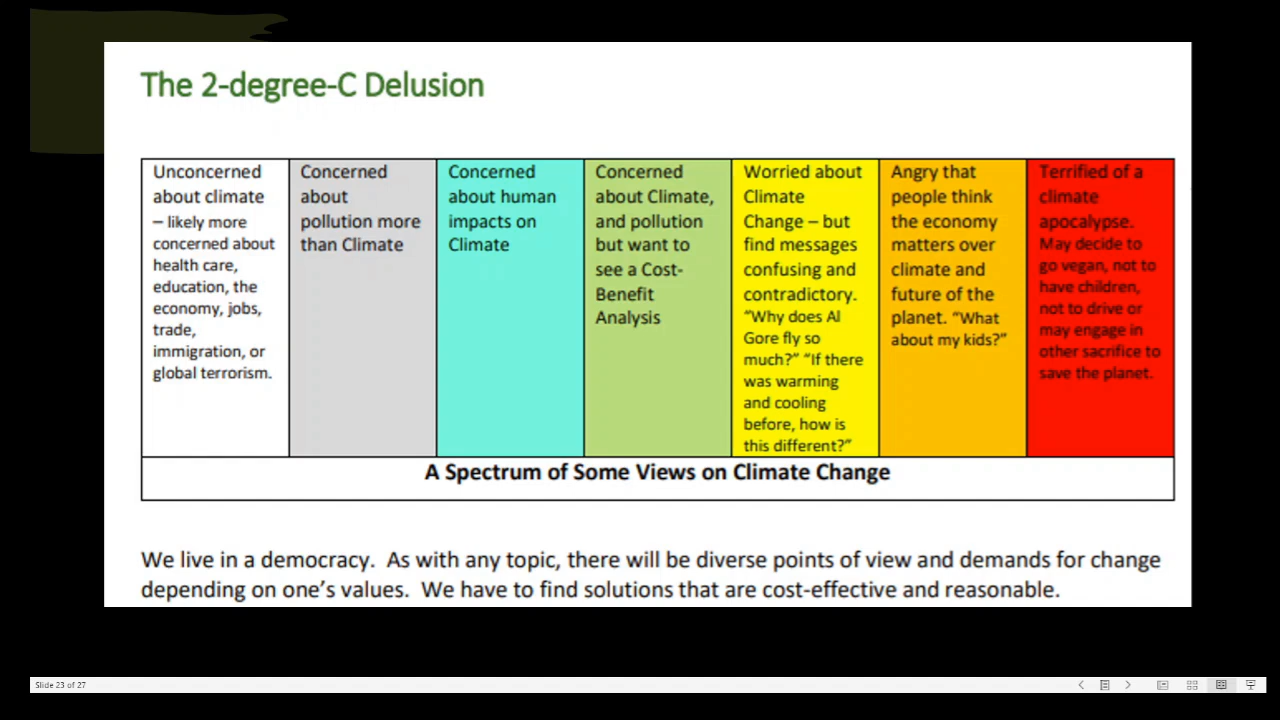 The 2-degree-C Delusion
Unconcerned
about climate
– likely more
concerned about
health care,
education, the
economy, jobs,
trade,
immigration, or
global terrorism.
Concerned
about
pollution more
than Climate
Concerned
about human
impacts on
Climate
Concerned
about Climate,
and pollution
but want to
see a Cost-
Benefit
Analysis
Worried about
Climate
Change – but
find messages
confusing and
contradictory.
“Why does Al
Gore fly so
much?” “If there
was warming
and cooling
before, how is
this different?”
Angry that
people think
the economy
matters over
climate and
future of the
planet. “What
about my kids?”
Terrified of a
climate
apocalypse.
May decide to
go vegan, not to
have children,
not to drive or
may engage in
other sacrifice to
save the planet.
A Spectrum of Some Views on Climate Change
We live in a democracy.  As with any topic, there will be diverse points of view and demands for change
depending on one’s values.  We have to find solutions that are cost-effective and reasonable.
Slide 23 of 27